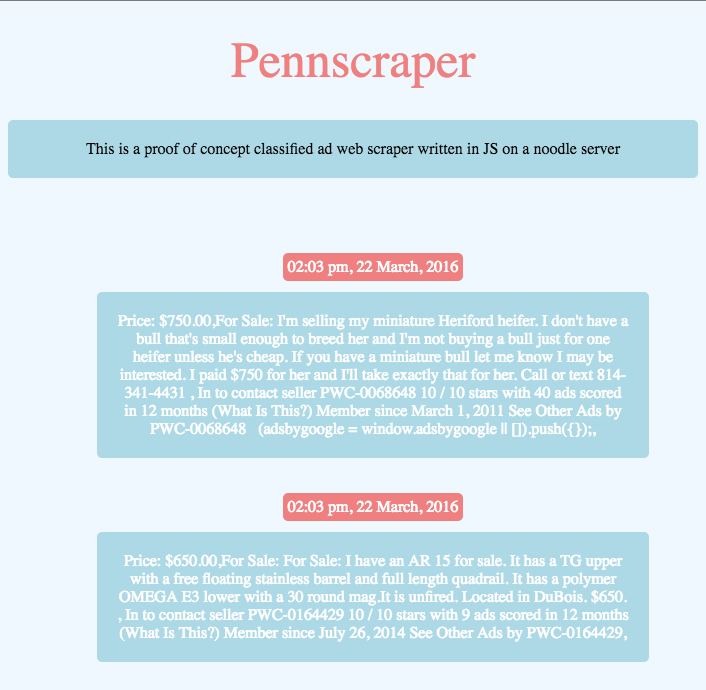 Pennscraper
This is a proof of concept classified ad web scraper written in JS on a noodle server
02:03 pm, 22 March, 2016
Price: $750.00,For Sale: I'm selling my miniature Heriford heifer. I don't have a
bull that's small enough to breed her and I'm not buying a bull just for one
heifer unless he's cheap. If you have a miniature bull let me know I may be
interested. I paid $750 for her and I'll take exactly that for her. Call or text 814-
341-4431 , In to contact seller PWC-0068648 10 / 10 stars with 40 ads scored
in 12 months (What Is This?) Member since March 1, 2011 See Other Ads by
PWC-0068648 (adsbygoogle = window.adsbygoogle || []).push({});,
02:03 pm, 22 March, 2016
Price: $650.00,For Sale: For Sale: I have an AR 15 for sale. It has a TG upper
with a free floating stainless barrel and full length quadrail. It has a polymer
OMEGA E3 lower with a 30 round mag.It is unfired. Located in DuBois. $650.
, In to contact seller PWC-0164429 10 / 10 stars with 9 ads scored in 12 months
(What Is This?) Member since July 26, 2014 See Other Ads by PWC-0164429,